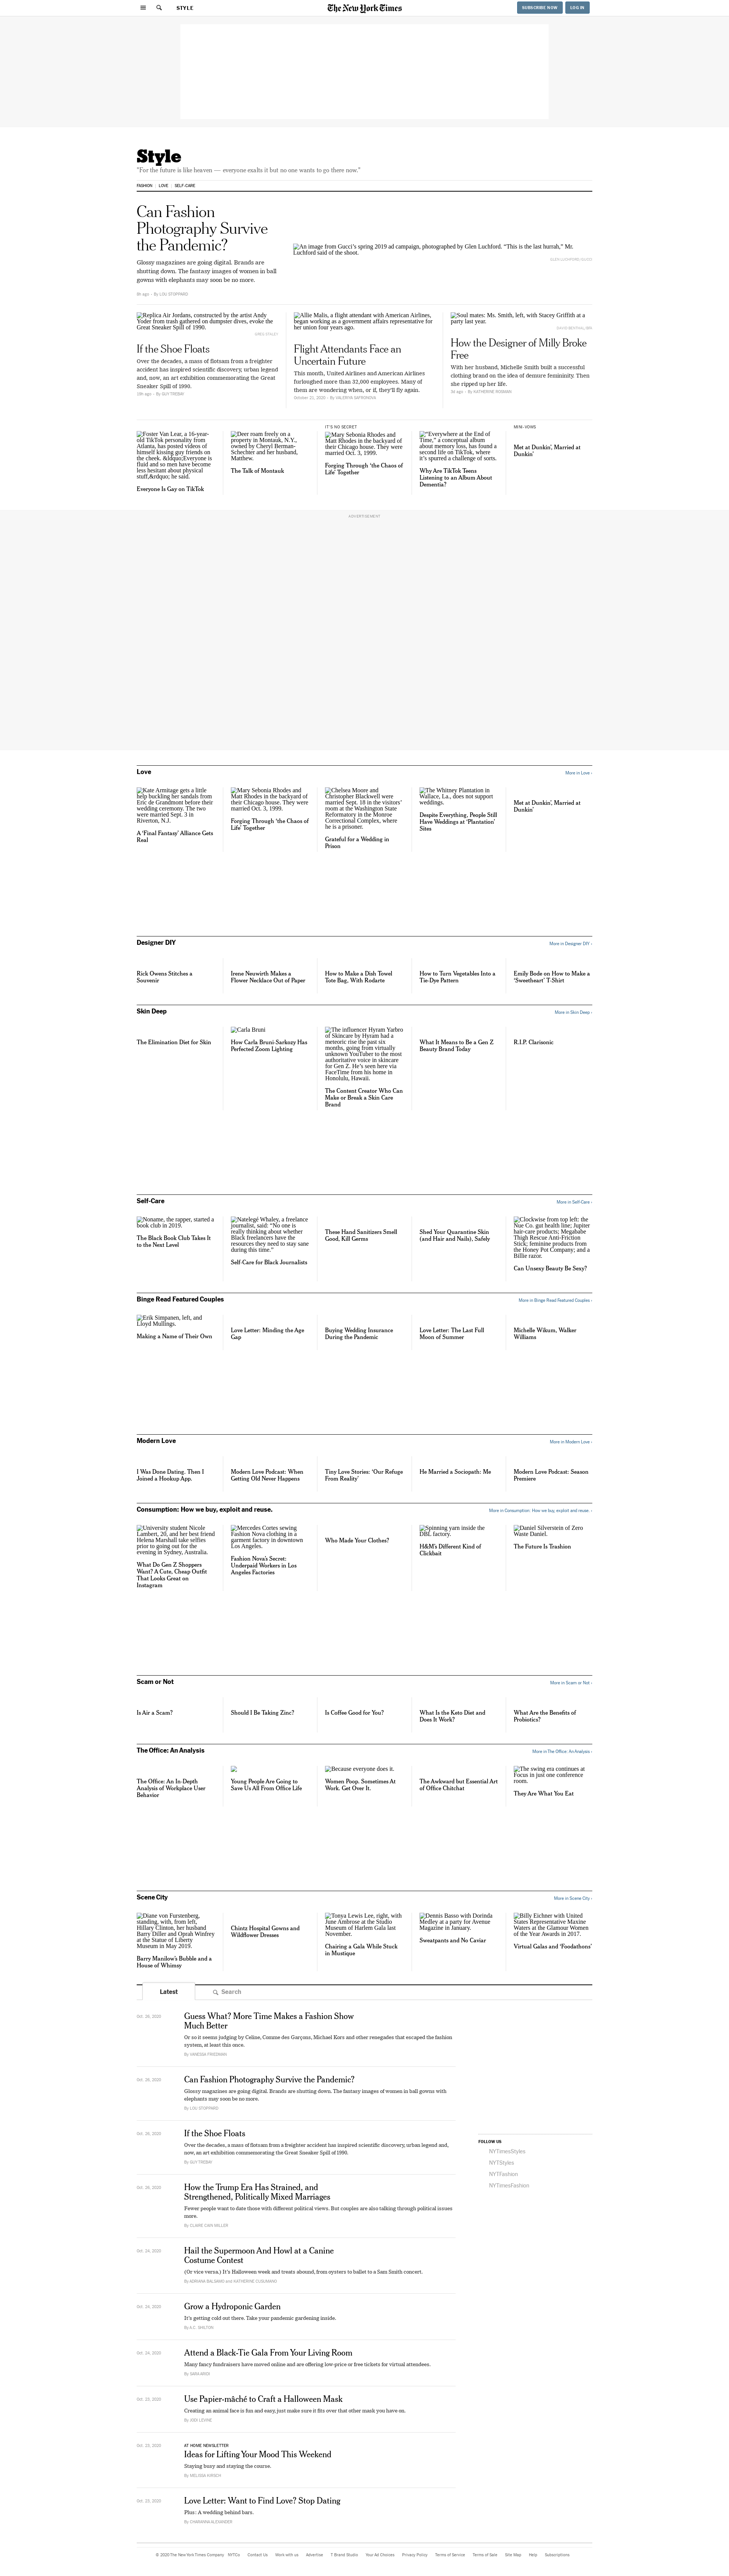 STYLE
The New York Times
SUBSCRIBE NOW
LOG IN
Style
"For the future is like heaven — everyone exalts it but no one wants to go there now."
FASHION
LOVE
SELF-CARE
Can Fashion
Photography Survive
the Pandemic?
Glossy magazines are going digital. Brands are
shutting down. The fantasy images of women in ball
gowns with elephants may soon be no more.
8h ago
By LOU STOPPARD
An image from Gucci's spring 2019 ad campaign, photographed by Glen Luchford. "This is the last hurrah," Mr.
Luchford said of the shoot.
GLEN LUCHFORD/GUCCI
Replica Air Jordans, constructed by the artist Andy
Yoder from trash gathered on dumpster dives, evoke the
Great Sneaker Spill of 1990.
GREG STALEY
If the Shoe Floats
Over the decades, a mass of flotsam from a freighter
accident has inspired scientific discovery, urban legend
and, now, an art exhibition commemorating the Great
Sneaker Spill of 1990.
By GUY TREBAY
Allie Malis, a flight attendant with American Airlines,
began working as a government affairs representative for
her union four years ago.
Flight Attendants Face an
Uncertain Future
This month, United Airlines and American Airlines
furloughed more than 32,000 employees. Many of
them are wondering when, or if, they'll fly again.
October 21, 2020
By VALERIYA SAFRONOVA
Soul mates: Ms. Smith, left, with Stacey Griffith at a
party last year.
How the Designer of Milly Broke
Free
With her husband, Michelle Smith built a successful
clothing brand on the idea of demure femininity. Then
she ripped up her life.
By KATHERINE ROSMAN
Foster Van Lear, a 16-year-
old TikTok personality from
Atlanta, has posted videos of
himself kissing guy friends on
the cheek. &ldquo;Everyone is
fluid and so men have become
less hesitant about physical
stuff,&rdquo; he said.
Everyone Is Gay on TikTok
Deer roam freely on a
property in Montauk, N.Y.,
owned by Cheryl Berman-
Schechter and her husband,
Matthew.
The Talk of Montauk
IT'S NO SECRET
Mary Sebonia Rhodes and
Matt Rhodes in the backyard of
their Chicago house. They were
married Oct. 3, 1999.
Forging Through 'the Chaos of
Life' Together
"Everywhere at the End of
Time," a conceptual album
about memory loss, has found a
second life on TikTok, where
it's spurred a challenge of sorts.
Why Are TikTok Teens
Listening to an Album About
Dementia?
MINI-VOWS
Met at Dunkin', Married at
Dunkin'
ADVERTISEMENT
Love
More in Love ›
Kate Armitage gets a little
help buckling her sandals from
Eric de Grandmont before their
wedding ceremony. The two
were married Sept. 3 in
Riverton, N.J.
A 'Final Fantasy' Alliance Gets
Real
Mary Sebonia Rhodes and
Matt Rhodes in the backyard of
their Chicago house. They were
married Oct. 3, 1999.
Forging Through 'the Chaos of
Life' Together
Chelsea Moone and
Christopher Blackwell were
married Sept. 18 in the visitors'
room at the Washington State
Reformatory in the Monroe
Correctional Complex, where
he is a prisoner.
Grateful for a Wedding in
Prison
The Whitney Plantation in
Wallace, La., does not support
weddings.
Despite Everything, People Still
Have Weddings at 'Plantation'
Sites
Met at Dunkin', Married at
Dunkin'
Designer DIY
More in Designer DIY ›
Rick Owens Stitches a
Souvenir
Irene Neuwirth Makes a
Flower Necklace Out of Paper
How to Make a Dish Towel
Tote Bag, With Rodarte
How to Turn Vegetables Into a
Tie-Dye Pattern
Emily Bode on How to Make a
'Sweetheart' T-Shirt
Skin Deep
More in Skin Deep ›
The Elimination Diet for Skin
Carla Bruni
How Carla Bruni-Sarkozy Has
Perfected Zoom Lighting
The influencer Hyram Yarbro
of Skincare by Hyram had a
meteoric rise the past six
months, going from virtually
unknown YouTuber to the most
authoritative voice in skincare
for Gen Z. He's seen here via
FaceTime from his home in
Honolulu, Hawaii.
The Content Creator Who Can
Make or Break a Skin Care
Brand
What It Means to Be a Gen Z
Beauty Brand Today
R.I.P. Clarisonic
Self-Care
More in Self-Care ›
Noname, the rapper, started a
book club in 2019.
The Black Book Club Takes It
to the Next Level
Natelegé Whaley, a freelance
journalist, said: "No one is
really thinking about whether
Black freelancers have the
resources they need to stay sane
during this time."
Self-Care for Black Journalists
These Hand Sanitizers Smell
Good, Kill Germs
Shed Your Quarantine Skin
(and Hair and Nails), Safely
Clockwise from top left: the
Nue Co. gut health line; Jupiter
hair-care products; Megababe
Thigh Rescue Anti-Friction
Stick; feminine products from
the Honey Pot Company; and a
Billie razor.
Can Unsexy Beauty Be Sexy?
Binge Read Featured Couples
More in Binge Read Featured Couples ›
Erik Simpanen, left, and
Lloyd Mullings.
Making a Name of Their Own
Love Letter: Minding the Age
Gap
Buying Wedding Insurance
During the Pandemic
Love Letter: The Last Full
Moon of Summer
Michelle Wikum, Walker
Williams
Modern Love
More in Modern Love ›
I Was Done Dating. Then I
Joined a Hookup App.
Modern Love Podcast: When
Getting Old Never Happens
Tiny Love Stories: 'Our Refuge
From Reality'
He Married a Sociopath: Me
Modern Love Podcast: Season
Premiere
Consumption: How we buy, exploit and reuse.
More in Consumption: How we buy, exploit and reuse. ›
University student Nicole
Lambert, 20, and her best friend
Helena Marshall take selfies
prior to going out for the
evening in Sydney, Australia.
What Do Gen Z Shoppers
Want? A Cute, Cheap Outfit
That Looks Great on
Instagram
Mercedes Cortes sewing
Fashion Nova clothing in a
garment factory in downtown
Los Angeles.
Fashion Nova's Secret:
Underpaid Workers in Los
Angeles Factories
Who Made Your Clothes?
Spinning yarn inside the
DBL factory.
H&M's Different Kind of
Clickbait
Daniel Silverstein of Zero
Waste Daniel.
The Future Is Trashion
Scam or Not
More in Scam or Not ›
Is Air a Scam?
Should I Be Taking Zinc?
Is Coffee Good for You?
What Is the Keto Diet and
Does It Work?
What Are the Benefits of
Probiotics?
The Office: An Analysis
More in The Office: An Analysis ›
The Office: An In-Depth
Analysis of Workplace User
Behavior
Young People Are Going to
Save Us All From Office Life
Because everyone does it.
Women Poop. Sometimes At
Work. Get Over It.
The Awkward but Essential Art
of Office Chitchat
The swing era continues at
Focus in just one conference
room.
They Are What You Eat
Scene City
More in Scene City ›
Diane von Furstenberg,
standing, with, from left,
Hillary Clinton, her husband
Barry Diller and Oprah Winfrey
at the Statue of Liberty
Museum in May 2019.
Barry Manilow's Bubble and a
House of Whimsy
Chintz Hospital Gowns and
Wildflower Dresses
Tonya Lewis Lee, right, with
June Ambrose at the Studio
Museum of Harlem Gala last
November.
Chairing a Gala While Stuck
in Mustique
Dennis Basso with Dorinda
Medley at a party for Avenue
Magazine in January.
Sweatpants and No Caviar
Billy Eichner with United
States Representative Maxine
Waters at the Glamour Women
of the Year Awards in 2017.
Virtual Galas and 'Foodathons'
Latest
Search
Oct. 26, 2020
Guess What? More Time Makes a Fashion Show
Much Better
Or so it seems judging by Celine, Comme des Garçons, Michael Kors and other renegades that escaped the fashion
system, at least this once.
By VANESSA FRIEDMAN
Oct. 26, 2020
Can Fashion Photography Survive the Pandemic?
Glossy magazines are going digital. Brands are shutting down. The fantasy images of women in ball gowns with
elephants may soon be no more.
By LOU STOPPARD
If the Shoe Floats
Over the decades, a mass of flotsam from a freighter accident has inspired scientific discovery, urban legend and,
now, an art exhibition commemorating the Great Sneaker Spill of 1990.
By GUY TREBAY
How the Trump Era Has Strained, and
Strengthened, Politically Mixed Marriages
Fewer people want to date those with different political views. But couples are also talking through political issues
more.
By CLAIRE CAIN MILLER
Hail the Supermoon And Howl at a Canine
Costume Contest
(Or vice versa.) It's Halloween week and treats abound, from oysters to ballet to a Sam Smith concert.
By ADRIANA BALSAMO and KATHERINE CUSUMANO
Grow a Hydroponic Garden
It's getting cold out there. Take your pandemic gardening inside.
By A.C. SHILTON
Oct. 24, 2020
Attend a Black-Tie Gala From Your Living Room
Many fancy fundraisers have moved online and are offering low-price or free tickets for virtual attendees.
By SARA ARIDI
Oct. 23, 2020
Use Papier-mâché to Craft a Halloween Mask
Creating an animal face is fun and easy, just make sure it fits over that other mask you have on.
By JODI LEVINE
Oct. 23, 2020
AT HOME NEWSLETTER
Ideas for Lifting Your Mood This Weekend
Staying busy and staying the course.
By MELISSA KIRSCH
Oct. 23, 2020
Love Letter: Want to Find Love? Stop Dating
Plus: A wedding behind bars.
By CHARANNA ALEXANDER
FOLLOW US
NYTimesStyles
NYTStyles
NYTFashion
NYTimesFashion
© 2020 The New York Times Company
NYTCo
Contact Us
Work with us
Advertise
T Brand Studio
Your Ad Choices
Privacy Policy
Terms of Service
Terms of Sale
Site Map
Help
Subscriptions